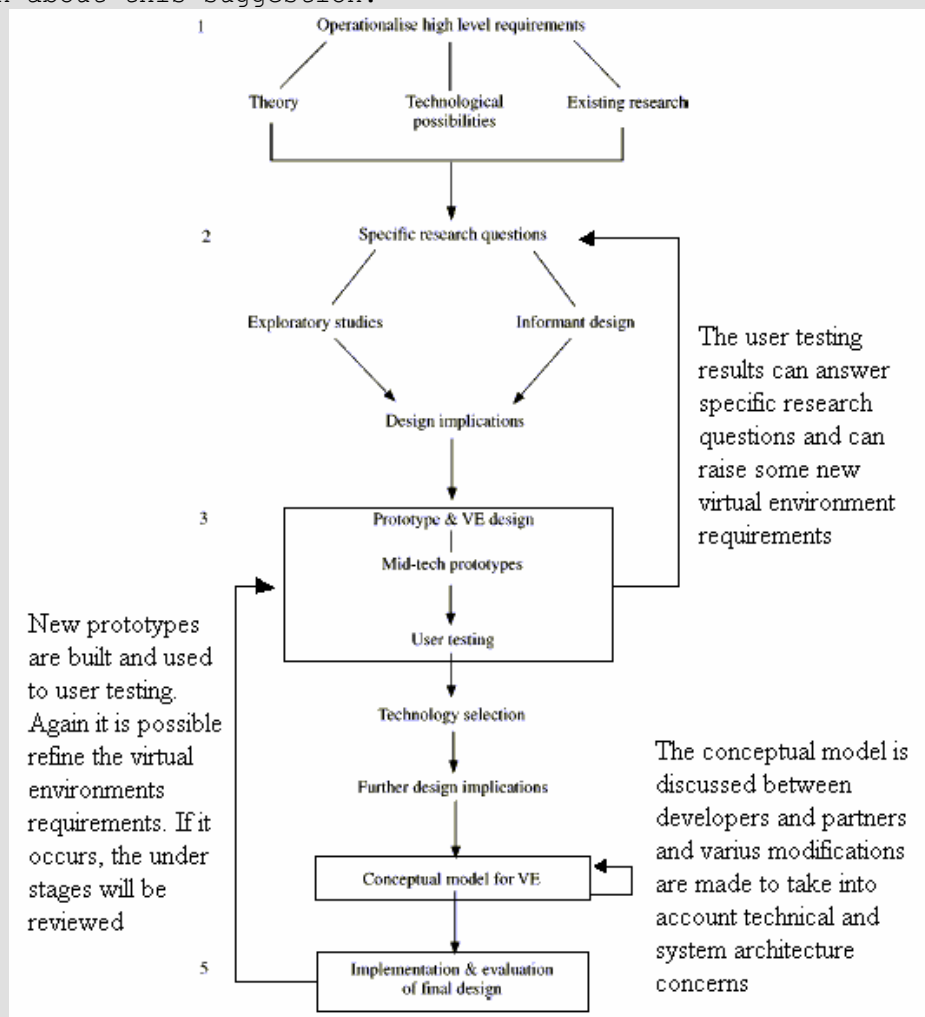 about this suggestion.
1 Operationalise high level requirements
Theory Technological possibilities Existing research
2 Specific research questions
Exploratory studies Informant design
Design implications
The user testing
results can answer
specific research
questions and can
raise some new
virtual environment
requirements
3 Prototype & VE design
Mid-tech prototypes
User testing
New prototypes
are built and used
to user testing.
Again it is possible
refine the virtual
environments
requirements. If it
occurs, the under
stages will be
reviewed
Technology selection
Further design implications
Conceptual model for VE
The conceptual model is
discussed between
developers and partners
and varius modifications
are made to take into
account technical and
system architecture
concerns
5 Implementation & evaluation
of final design